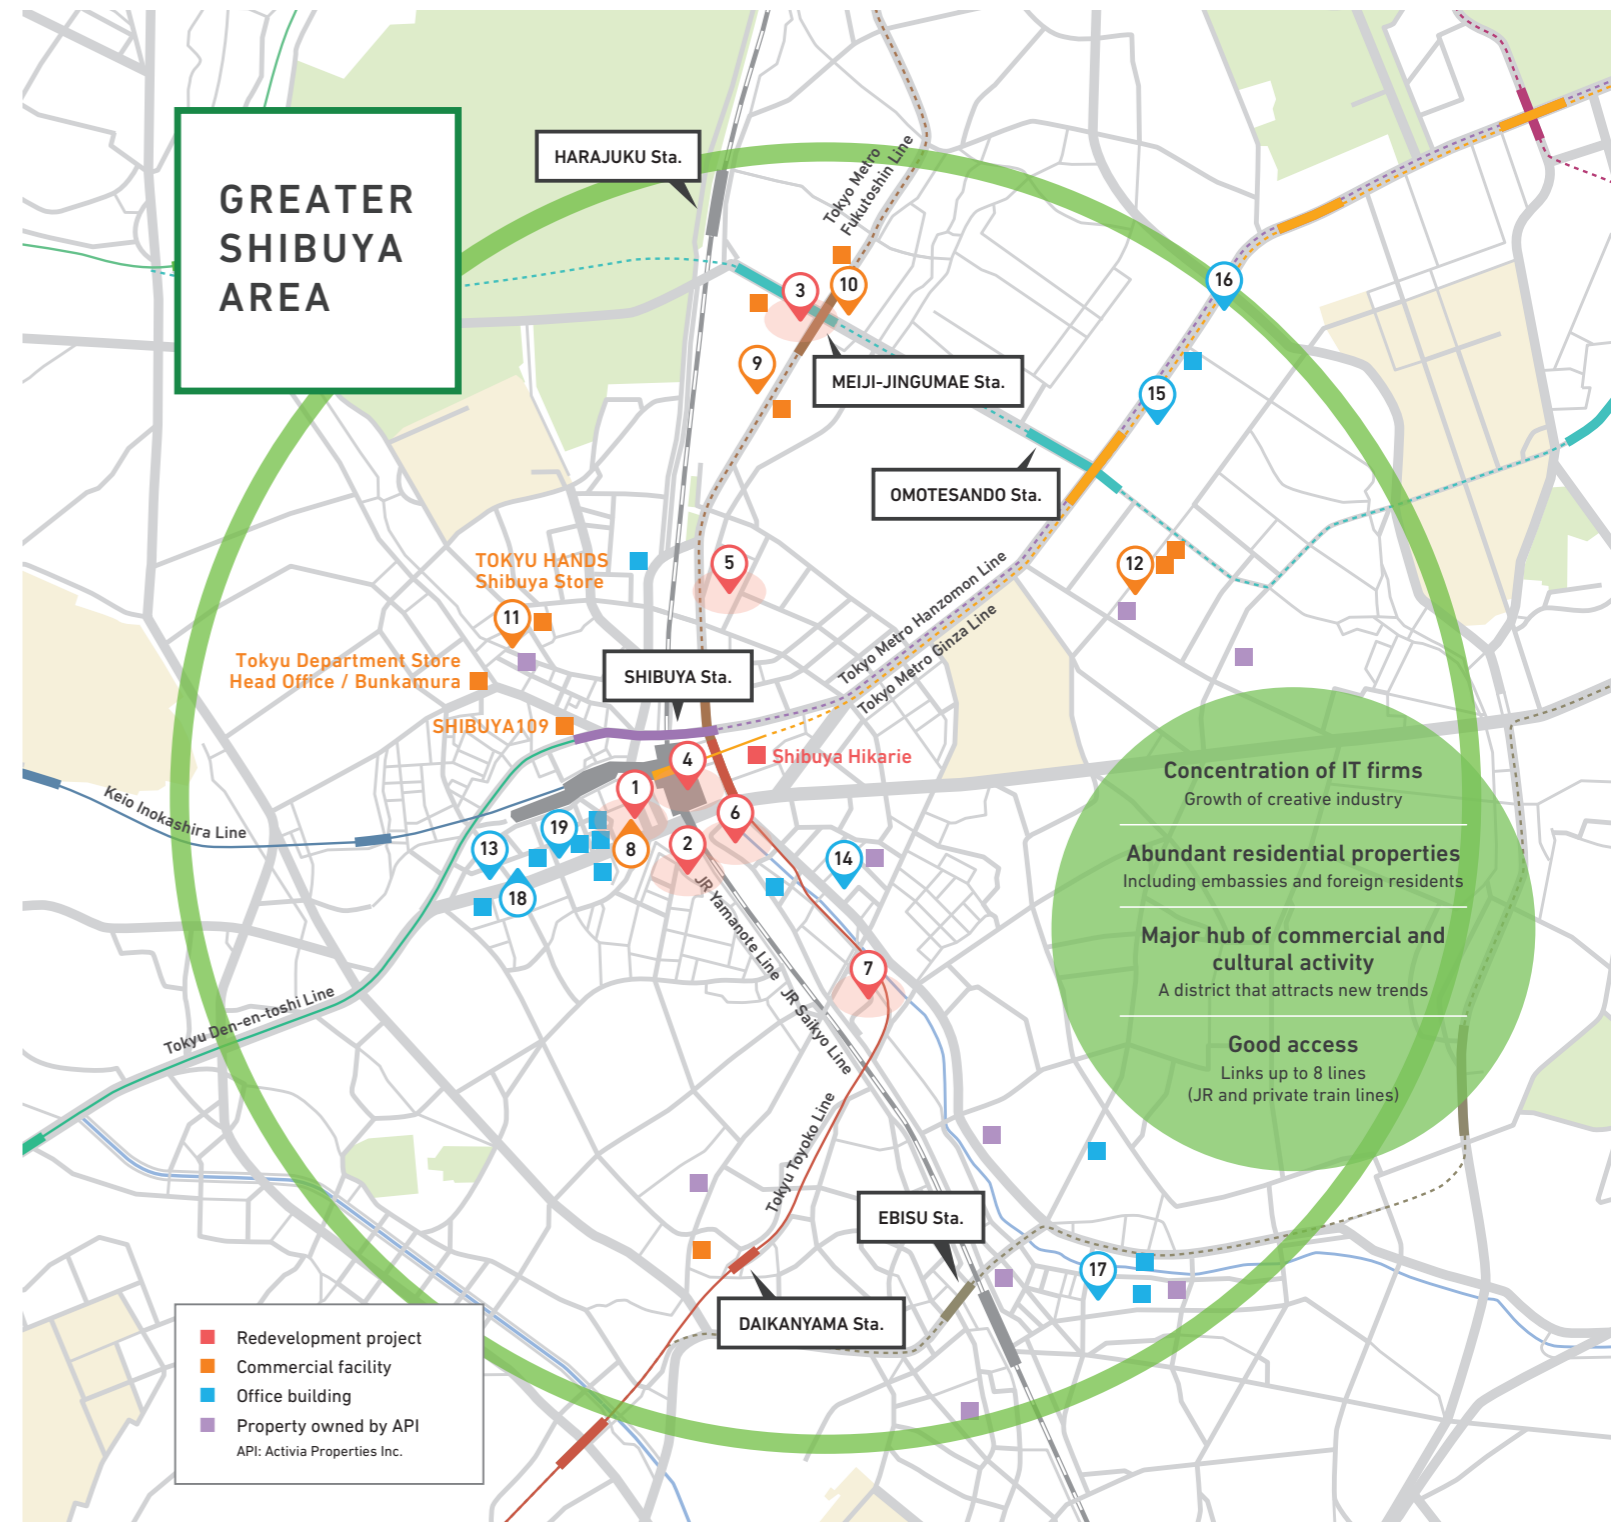 GREATER
SHIBUYA
AREA
HARAJUKU Sta.
Tokyo Metro
Fukutoshin Line
3
10
16
9
MEIJI-JINGUMAE Sta.
15
OMOTESANDO Sta.
TOKYU HANDS
Shibuya Store
5
12
11
Tokyo Metro Hanzomon Line
Tokyo Metro Ginza Line
Tokyu Department Store
Head Office / Bunkamura
SHIBUYA Sta.
SHIBUYA109
4
Shibuya Hikarie
1
6
Keio Inokashira Line
19
13
8
2
14
18
JR Yamanote Line
JR Saikyo Line
7
Tokyu Den-en-toshi Line
Concentration of IT firms
Growth of creative industry
Abundant residential properties
Including embassies and foreign residents
Major hub of commercial and
cultural activity
A district that attracts new trends
Good access
Links up to 8 lines
(JR and private train lines)
Tokyu Toyoko Line
EBISU Sta.
17
DAIKANYAMA Sta.
Redevelopment project
Commercial facility
Office building
Property owned by API
API: Activia Properties Inc.